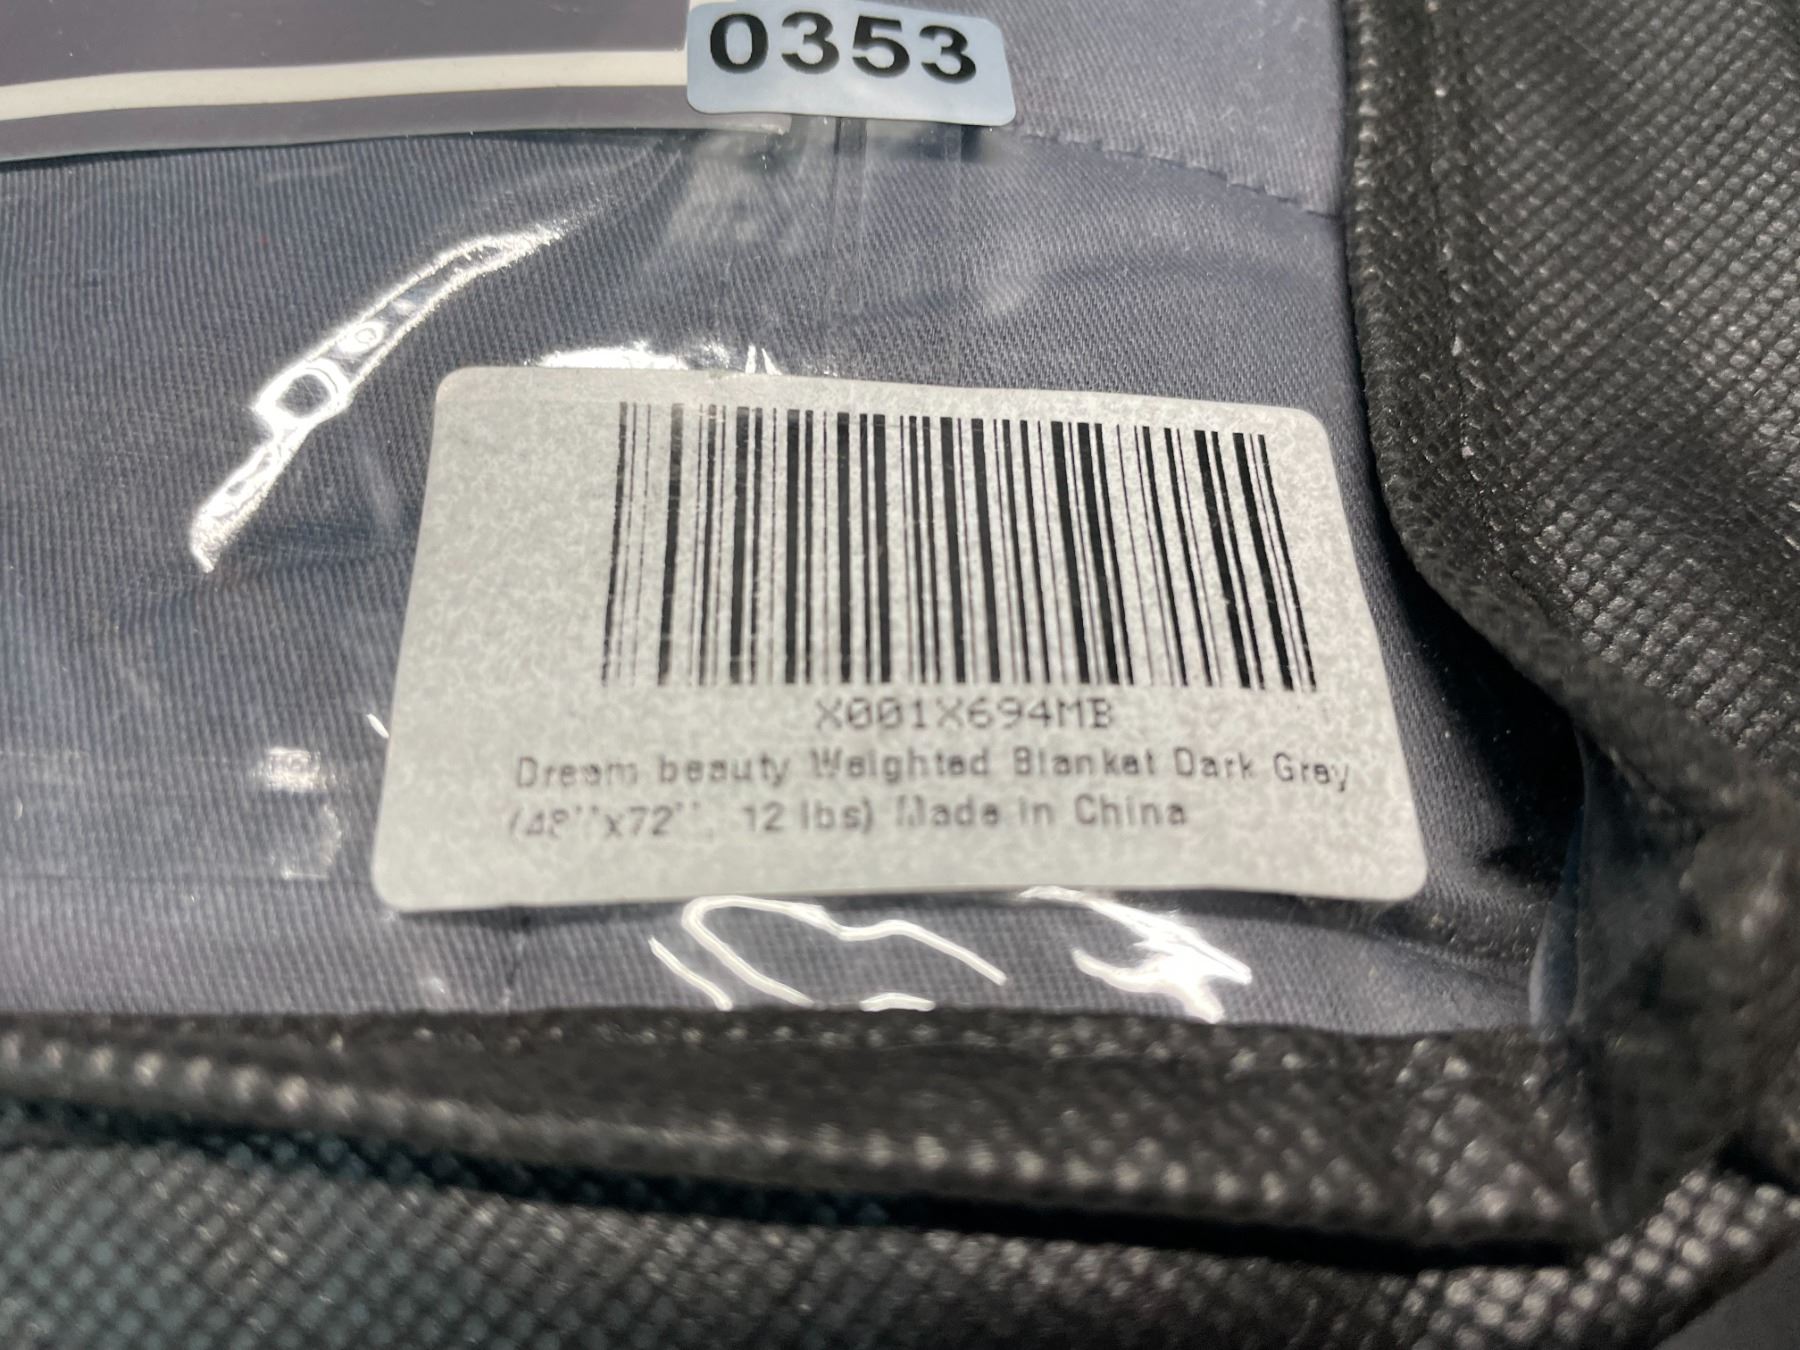 0353
X001X694MB
Dream beauty Weighted Blanket Dark Grey
(48''x72'', 12 lbs) Made in China